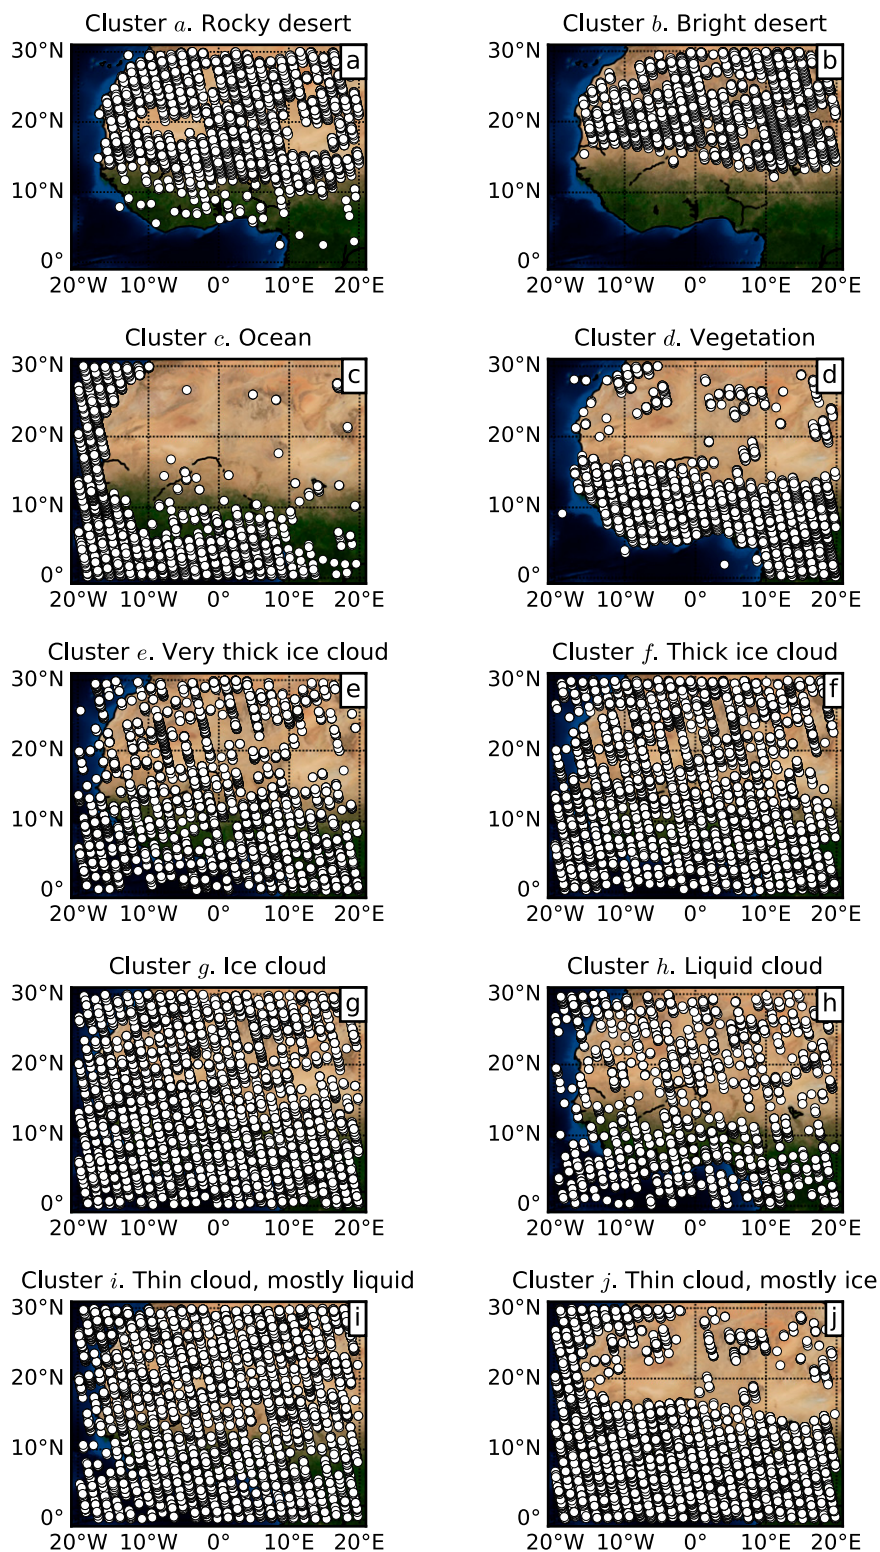 Cluster a. Rocky desert
Cluster b. Bright desert
30°N
20°N
10°N
0°
a
20°W 10°W 0° 10°E 20°E
30°N
20°N
10°N
0°
b
20°W 10°W 0° 10°E 20°E
Cluster c. Ocean
Cluster d. Vegetation
30°N
20°N
10°N
0°
c
20°W 10°W 0° 10°E 20°E
30°N
20°N
10°N
0°
d
20°W 10°W 0° 10°E 20°E
Cluster e. Very thick ice cloud
Cluster f. Thick ice cloud
30°N
20°N
10°N
0°
e
20°W 10°W 0° 10°E 20°E
30°N
20°N
10°N
0°
f
20°W 10°W 0° 10°E 20°E
Cluster g. Ice cloud
Cluster h. Liquid cloud
30°N
20°N
10°N
0°
g
20°W 10°W 0° 10°E 20°E
30°N
20°N
10°N
0°
h
20°W 10°W 0° 10°E 20°E
Cluster i. Thin cloud, mostly liquid
Cluster j. Thin cloud, mostly ice
30°N
20°N
10°N
0°
i
20°W 10°W 0° 10°E 20°E
30°N
20°N
10°N
0°
j
20°W 10°W 0° 10°E 20°E